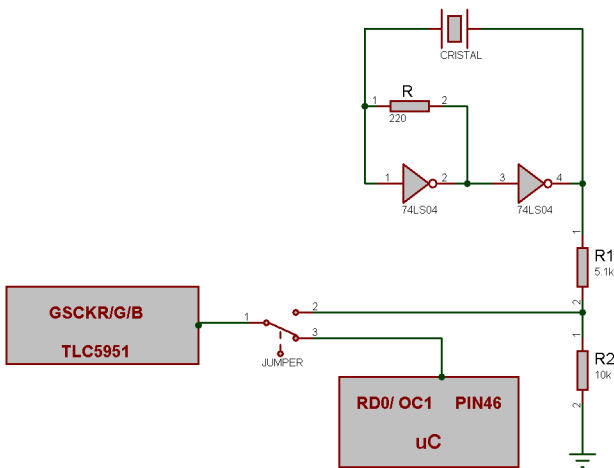 CRISTAL
R
1 2
220
1 2 3 4
74LS04 74LS04
1
R1
5.1k
2
GSCKR/G/B
TLC5951
1 2
3
JUMPER
1
R2
10k
2
RD0/ OC1 PIN46
uC